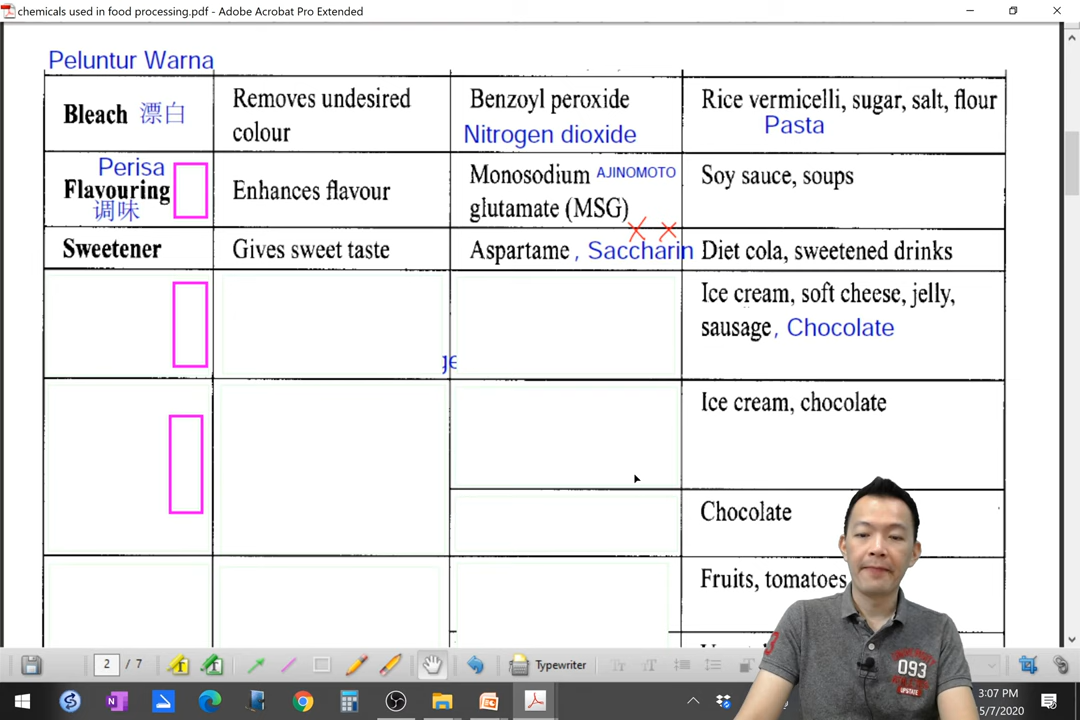 chemicals used in food processing.pdf - Adobe Acrobat Pro Extended
Peluntur Warna
Bleach 漂白
Removes undesired
colour
Benzoyl peroxide
Nitrogen dioxide
Rice vermicelli, sugar, salt, flour
Pasta
Perisa
Flavouring
调味
Enhances flavour
Monosodium AJINOMOTO
glutamate (MSG)
Soy sauce, soups
Sweetener
Gives sweet taste
Aspartame , Saccharin
Diet cola, sweetened drinks
Ice cream, soft cheese, jelly,
sausage , Chocolate
ge
Ice cream, chocolate
Chocolate
Fruits, tomatoes
2 / 7
Typewriter
093
UPSTATE
3:07 PM
5/7/2020